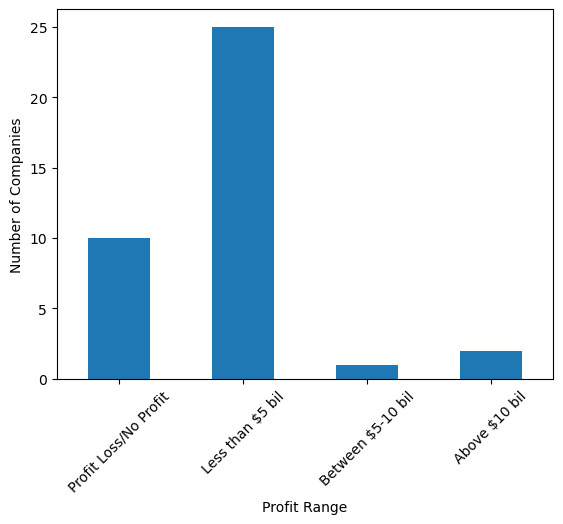 25
20
15
10
5
0
Number of Companies
Profit Loss/No Profit
Less than $5 bil
Between $5-10 bil
Above $10 bil
Profit Range